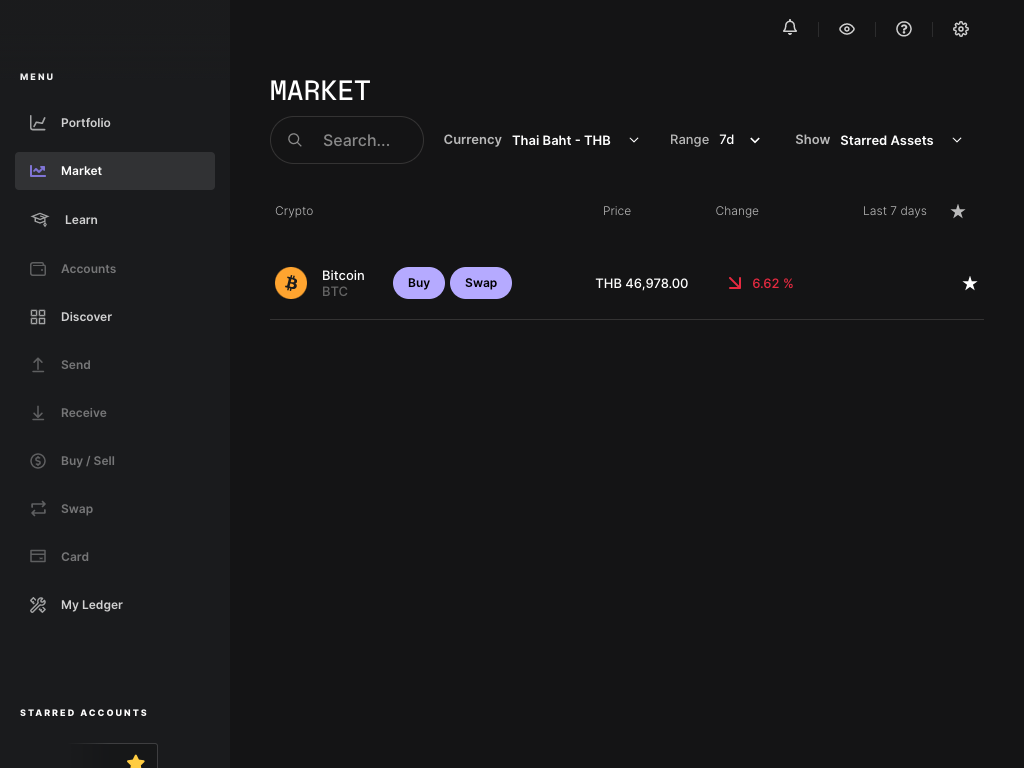 MENU
Portfolio
Market
Learn
Accounts
Discover
Send
Receive
Buy / Sell
Swap
Card
My Ledger
STARRED ACCOUNTS
MARKET
Search...
Currency Thai Baht - THB
Range 7d
Show Starred Assets
Crypto Price Change Last 7 days
Bitcoin
BTC
Buy Swap
THB 46,978.00
6.62 %